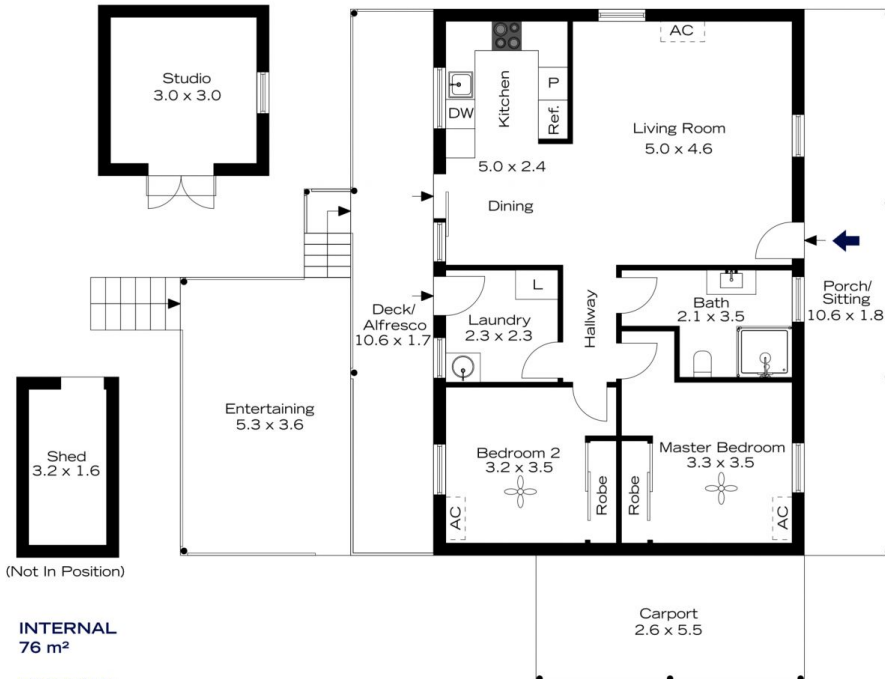 Studio
3.0 x 3.0
AC
Kitchen
P
DW
Ref.
Living Room
5.0 x 4.6
5.0 x 2.4
Dining
L
Hallway
Bath
2.1 x 3.5
Porch/
Sitting
10.6 x 1.8
Deck/
Alfresco
10.6 x 1.7
Laundry
2.3 x 2.3
Entertaining
5.3 x 3.6
Shed
3.2 x 1.6
Bedroom 2
3.2 x 3.5
Master Bedroom
3.3 x 3.5
AC
Robe
Robe
AC
(Not In Position)
Carport
2.6 x 5.5
INTERNAL
76 m²